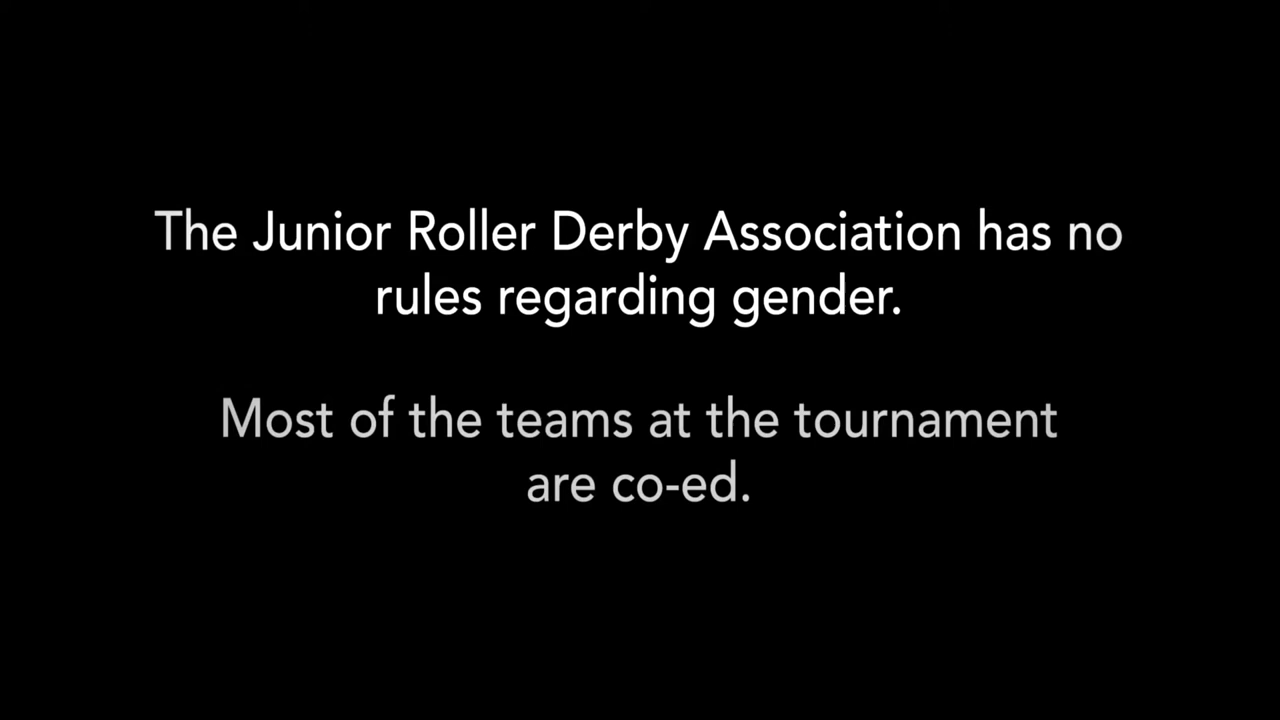 The Junior Roller Derby Association has no
rules regarding gender.
Most of the teams at the tournament
are co-ed.